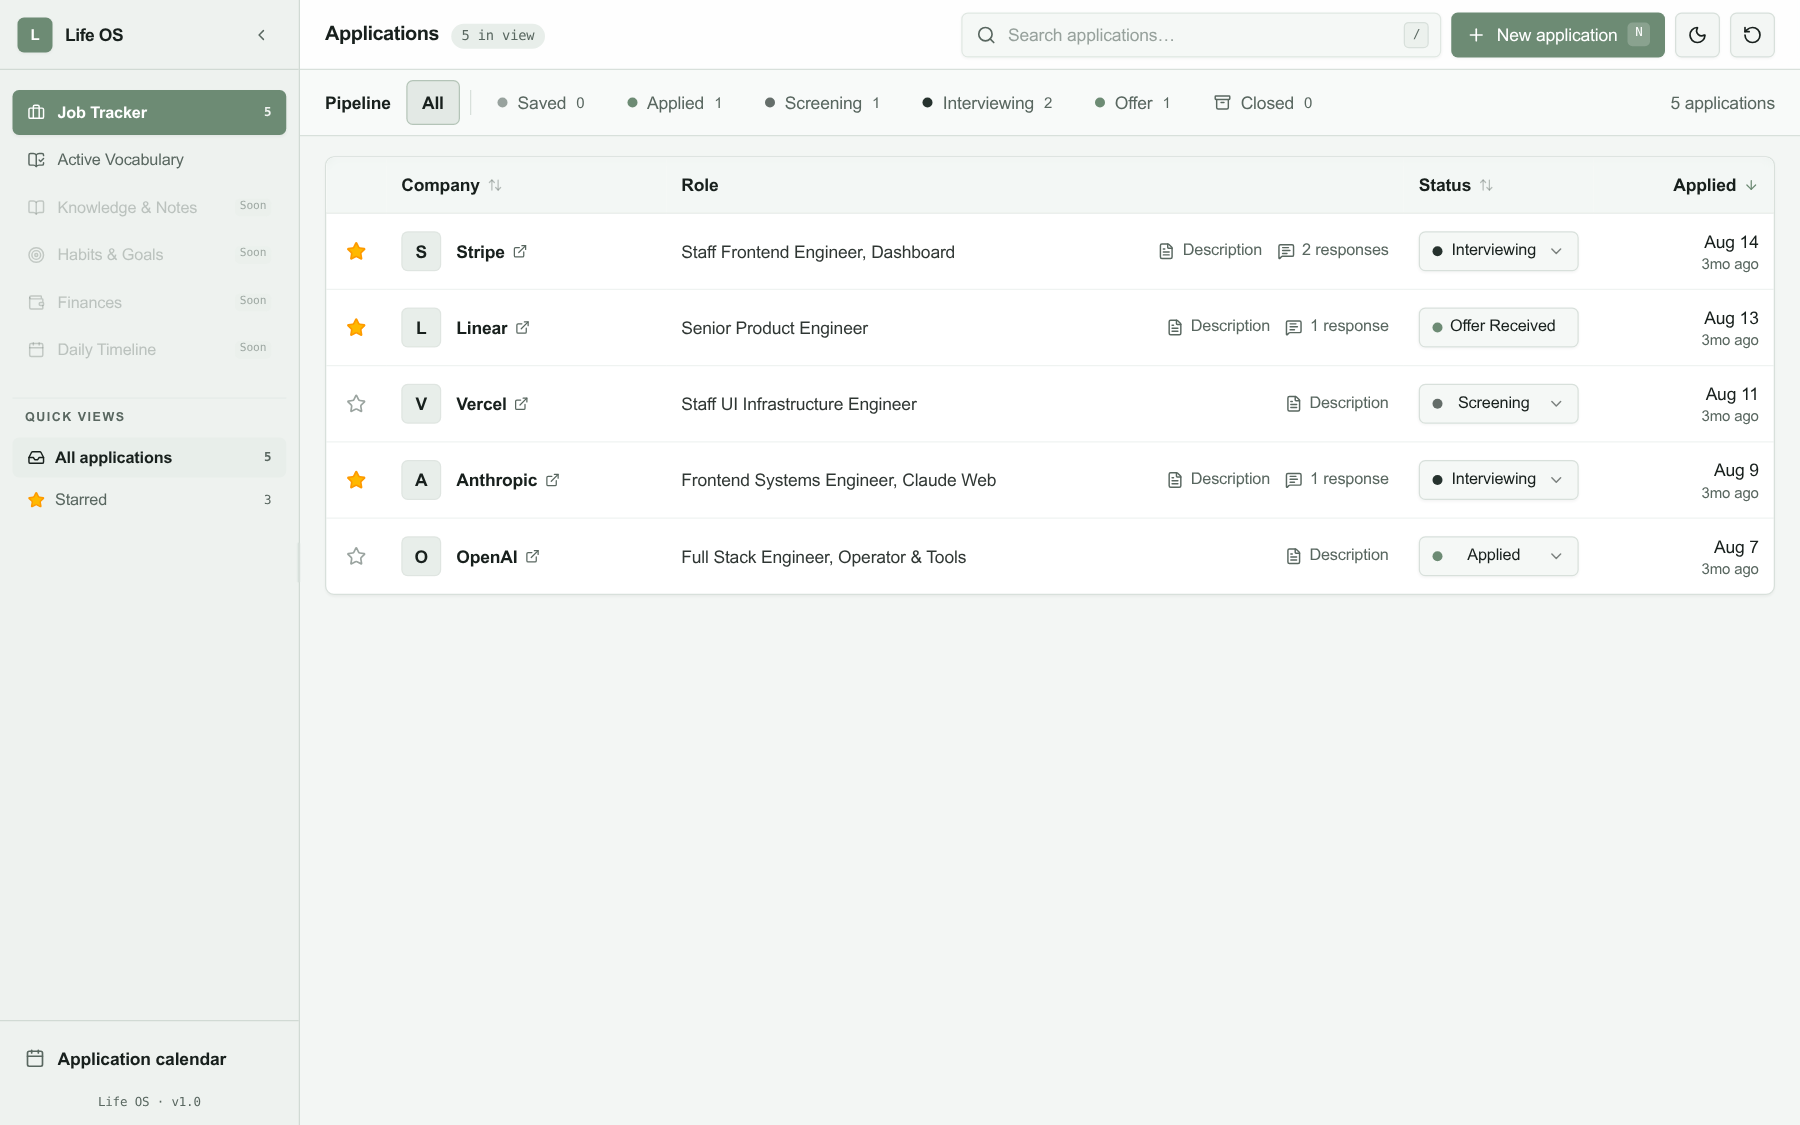 L Life OS
Applications 5 in view
Search applications… /
New application N
Job Tracker 5
Active Vocabulary
Knowledge & Notes Soon
Habits & Goals Soon
Finances Soon
Daily Timeline Soon
QUICK VIEWS
All applications 5
Starred 3
Application calendar
Life OS · v1.0
Pipeline All Saved 0 Applied 1 Screening 1 Interviewing 2 Offer 1 Closed 0 5 applications
Company Role Status Applied
S Stripe Staff Frontend Engineer, Dashboard Description 2 responses Interviewing Aug 14
3mo ago
L Linear Senior Product Engineer Description 1 response Offer Received Aug 13
3mo ago
V Vercel Staff UI Infrastructure Engineer Description Screening Aug 11
3mo ago
A Anthropic Frontend Systems Engineer, Claude Web Description 1 response Interviewing Aug 9
3mo ago
O OpenAI Full Stack Engineer, Operator & Tools Description Applied Aug 7
3mo ago